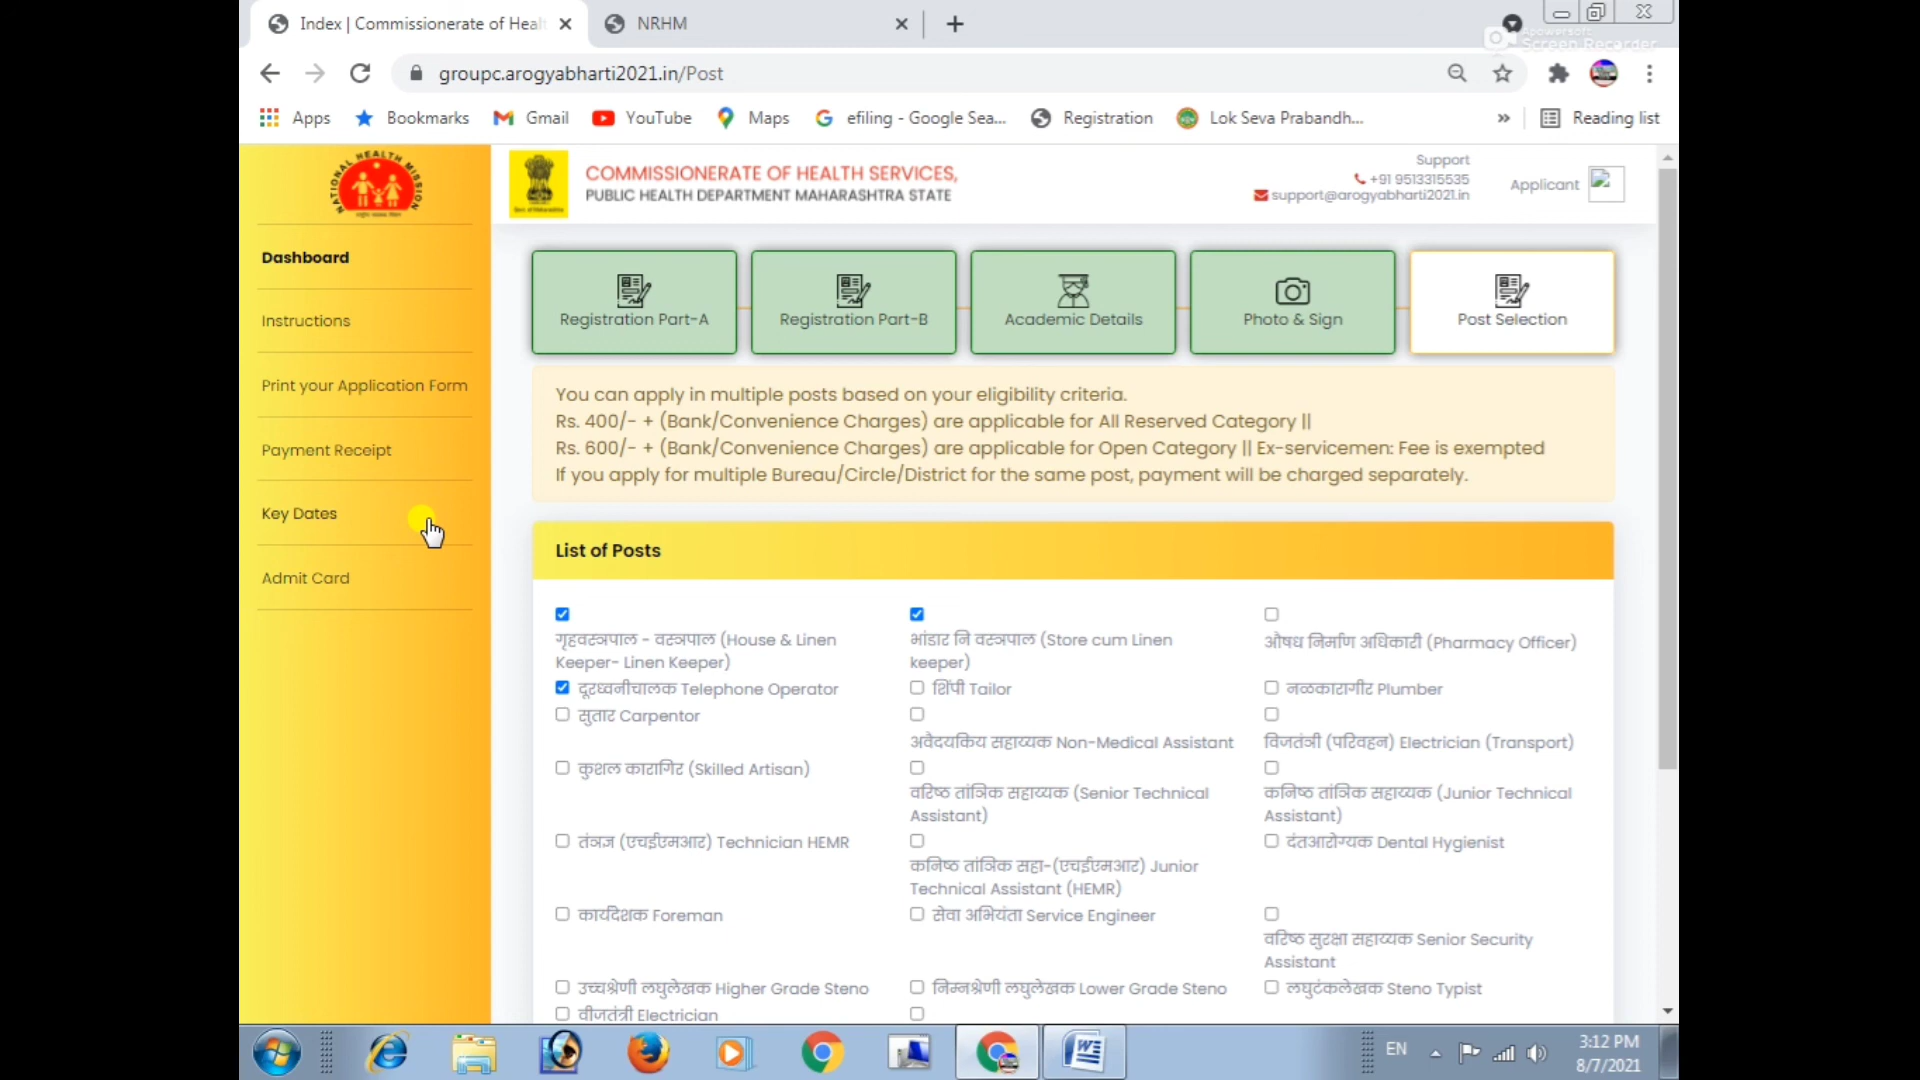 Index | Commissionerate of Heal
NRHM
Apowersoft
Screen Recorder
groupc.arogyabharti2021.in/Post
Apps
Bookmarks
Gmail
YouTube
Maps
efiling - Google Sea...
Registration
Lok Seva Prabandh...
»
Reading list
NATIONAL HEALTH MISSION
COMMISSIONERATE OF HEALTH SERVICES,
PUBLIC HEALTH DEPARTMENT MAHARASHTRA STATE
Support
+91 9513315535
support@arogyabharti2021.in
Applicant
Dashboard
Instructions
Print your Application Form
Payment Receipt
Key Dates
Admit Card
Registration Part-A
Registration Part-B
Academic Details
Photo & Sign
Post Selection
You can apply in multiple posts based on your eligibility criteria.
Rs. 400/- + (Bank/Convenience Charges) are applicable for All Reserved Category ||
Rs. 600/- + (Bank/Convenience Charges) are applicable for Open Category || Ex-servicemen: Fee is exempted
If you apply for multiple Bureau/Circle/District for the same post, payment will be charged separately.
List of Posts
गृहवस्त्रपाल - वस्त्रपाल (House & Linen
Keeper- Linen Keeper)
भांडार नि वस्त्रपाल (Store cum Linen
keeper)
औषध निर्माण अधिकारी (Pharmacy Officer)
दूरध्वनीचालक Telephone Operator
शिंपी Tailor
नळकारागीर Plumber
सुतार Carpenter
अवैदयकिय सहाय्यक Non-Medical Assistant
विजतंत्री (परिवहन) Electrician (Transport)
कुशल कारागिर (Skilled Artisan)
वरिष्ठ तांत्रिक सहाय्यक (Senior Technical
Assistant)
कनिष्ठ तांत्रिक सहाय्यक (Junior Technical
Assistant)
तंत्रज्ञ (एचईएमआर) Technician HEMR
कनिष्ठ तांत्रिक सहा-(एचईएमआर) Junior
Technical Assistant (HEMR)
दंतआरोग्यक Dental Hygienist
कार्यदेशक Foreman
सेवा अभियंता Service Engineer
वरिष्ठ सुरक्षा सहाय्यक Senior Security
Assistant
उच्चश्रेणी लघुलेखक Higher Grade Steno
निम्नश्रेणी लघुलेखक Lower Grade Steno
लघुटंकलेखक Steno Typist
वीजतंत्री Electrician
EN
3:12 PM
8/7/2021